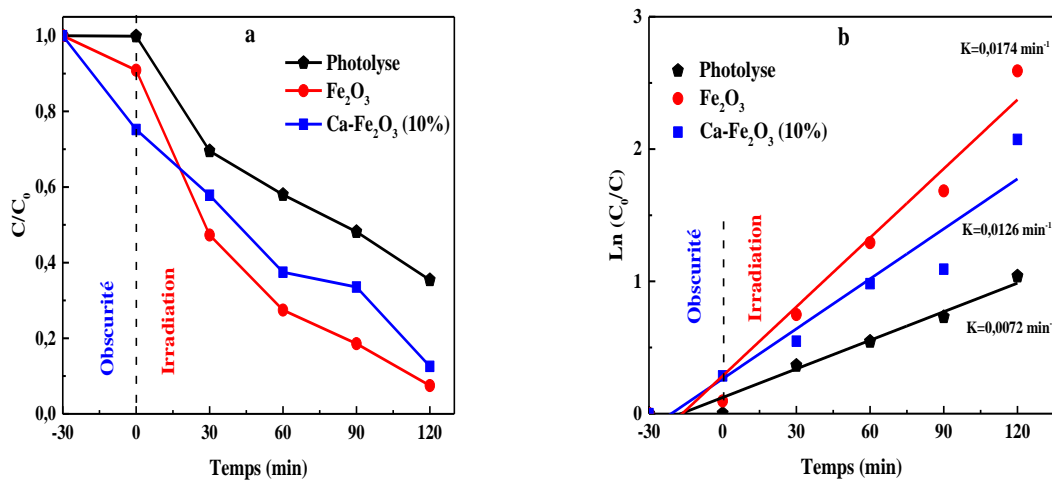 a
Photolyse
Fe₂O₃
Ca-Fe₂O₃ (10%)
C/C₀
1,0
0,8
0,6
0,4
0,2
0,0
Obscurité
Irradiation
-30
0
30
60
90
120
Temps (min)
b
Photolyse
Fe₂O₃
Ca-Fe₂O₃ (10%)
K=0,0174 min⁻¹
K=0,0126 min⁻¹
K=0,0072 min⁻
Ln (C₀/C)
3
2
1
0
Obscurité
Irradiation
-30
0
30
60
90
120
Temps (min)